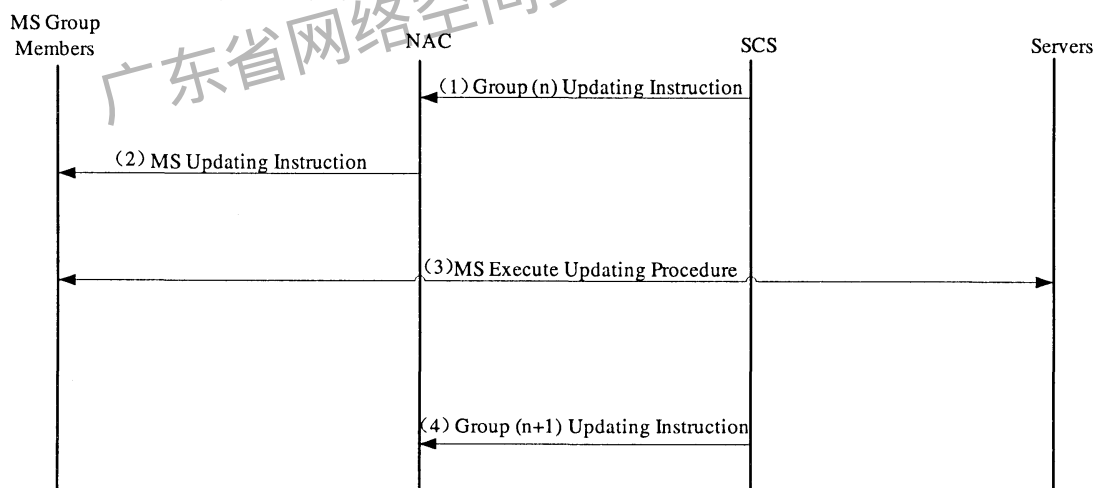 MS Group
Members
NAC
SCS
Servers
广东省网络空间
(1) Group (n) Updating Instruction
(2) MS Updating Instruction
(3)MS Execute Updating Procedure
(4) Group (n+1) Updating Instruction